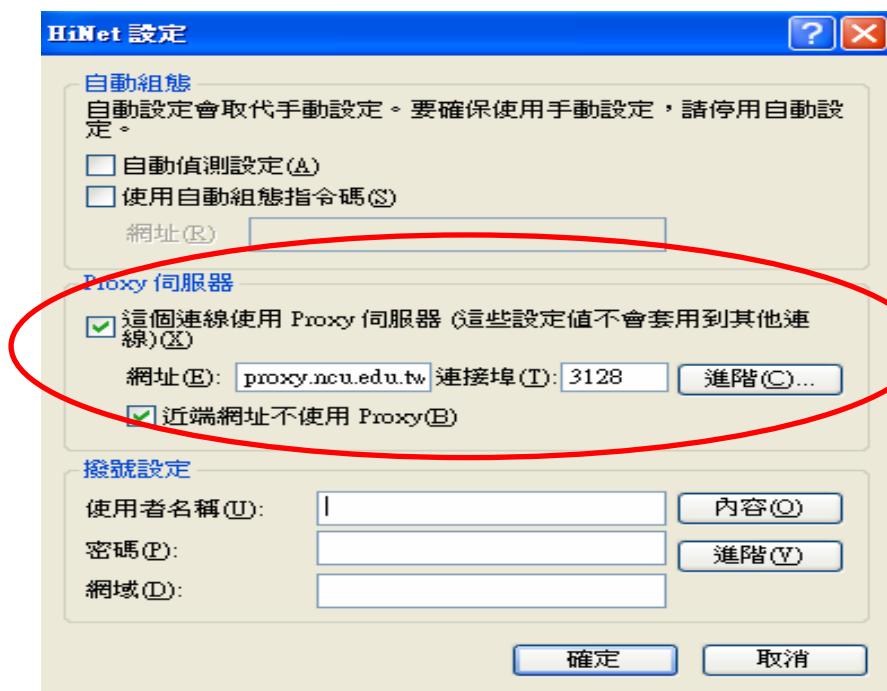 HiNet 設定
自動組態
自動設定會取代手動設定。要確保使用手動設定，請停用自動設
定。
自動偵測設定(A)
使用自動組態指令碼(S)
網址(R)
Proxy 伺服器
這個連線使用 Proxy 伺服器 (這些設定值不會套用到其他連
線)(X)
網址(E): proxy.ncu.edu.tw 連接埠(T): 3128 進階(C)...
近端網址不使用 Proxy(B)
撥號設定
使用者名稱(U): 內容(O)
密碼(P): 進階(V)
網域(D):
確定 取消